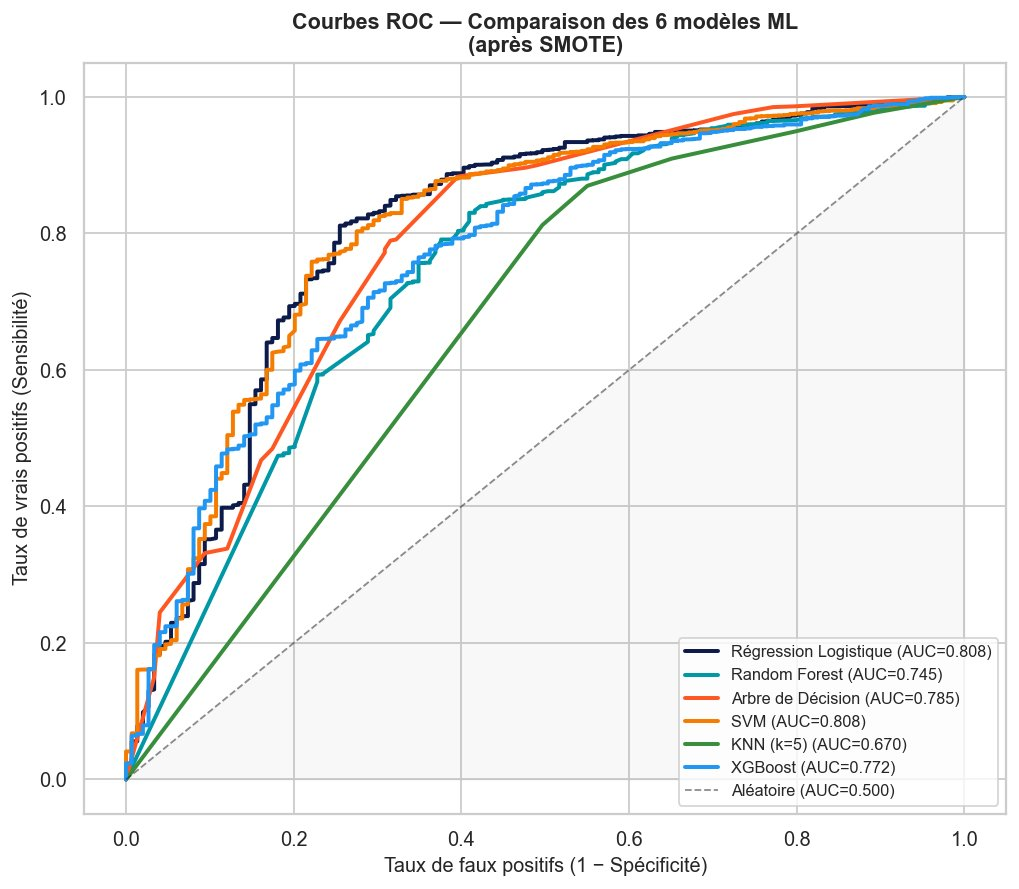 Courbes ROC — Comparaison des 6 modèles ML
(après SMOTE)
Taux de vrais positifs (Sensibilité)
1.0
0.8
0.6
0.4
0.2
0.0
Régression Logistique (AUC=0.808)
Random Forest (AUC=0.745)
Arbre de Décision (AUC=0.785)
SVM (AUC=0.808)
KNN (k=5) (AUC=0.670)
XGBoost (AUC=0.772)
Aléatoire (AUC=0.500)
0.0 0.2 0.4 0.6 0.8 1.0
Taux de faux positifs (1 − Spécificité)